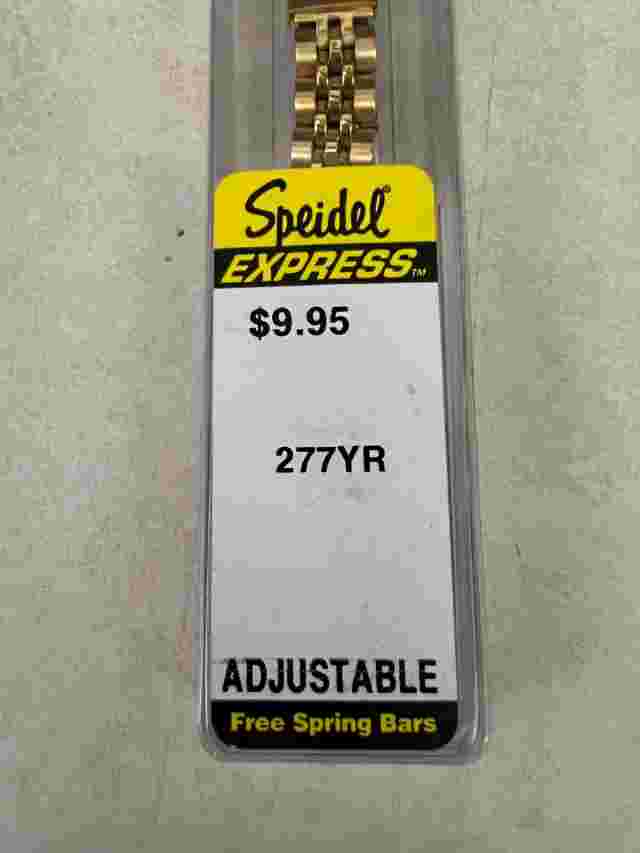 Speidel®
EXPRESS™
$9.95
277YR
ADJUSTABLE
Free Spring Bars